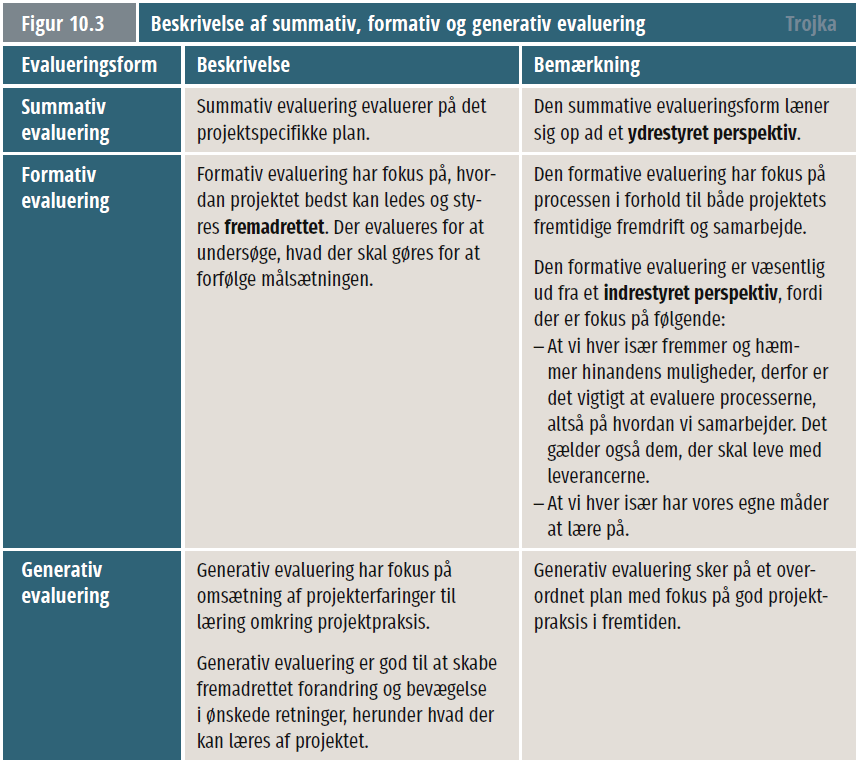 Figur 10.3
Beskrivelse af summativ, formativ og generativ evaluering
Trojka
Evalueringsform
Beskrivelse
Bemærkning
Summativ
evaluering
Summativ evaluering evaluerer på det
projektspecifikke plan.
Den summative evalueringsform læner
sig op ad et ydrestyret perspektiv.
Formativ
evaluering
Formativ evaluering har fokus på, hvor-
dan projektet bedst kan ledes og sty-
res fremadrettet. Der evalueres for at
undersøge, hvad der skal gøres for at
forfølge målsætningen.
Den formative evaluering har fokus på
processen i forhold til både projektets
fremtidige fremdrift og samarbejde.
Den formative evaluering er væsentlig
ud fra et indrestyret perspektiv, fordi
der er fokus på følgende:
– At vi hver især fremmer og hæm-
mer hinandens muligheder, derfor er
det vigtigt at evaluere processerne,
altså på hvordan vi samarbejder. Det
gælder også dem, der skal leve med
leverancerne.
– At vi hver især har vores egne måder
at lære på.
Generativ
evaluering
Generativ evaluering har fokus på
omsætning af projekterfaringer til
læring omkring projektpraksis.
Generativ evaluering er god til at skabe
fremadrettet forandring og bevægelse
i ønskede retninger, herunder hvad der
kan læres af projektet.
Generativ evaluering sker på et over-
ordnet plan med fokus på god projekt-
praksis i fremtiden.